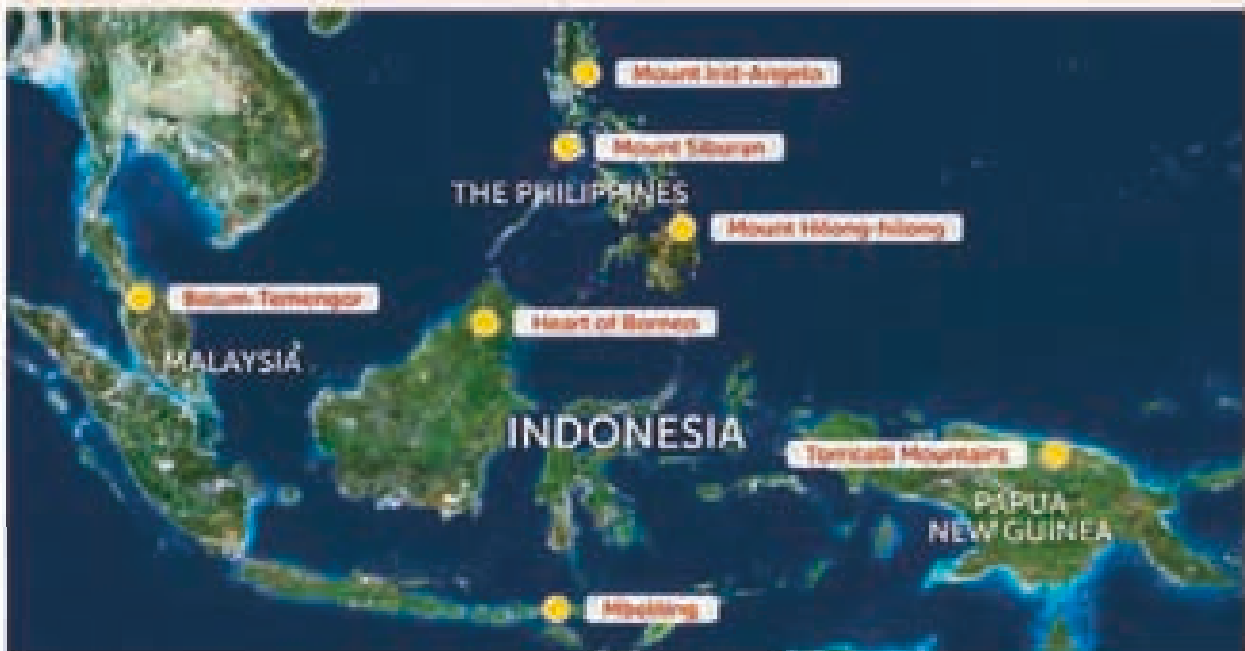 Mount Irid-Angelo
Mount Siburan
THE PHILIPPINES
Mount Hilong-hilong
Belum-Temengor
Heart of Borneo
MALAYSIA
INDONESIA
Torricelli Mountains
PAPUA
NEW GUINEA
Mbeliling